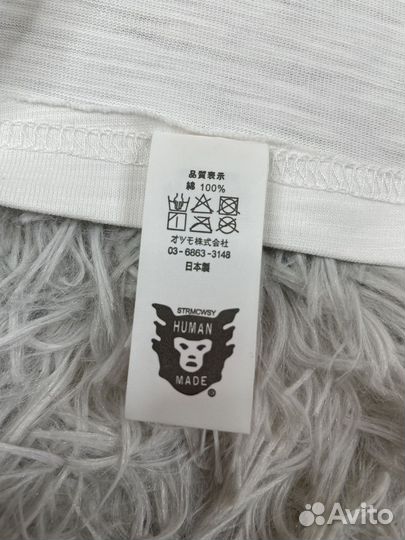 品質表示
綿 100%
オツモ株式会社
03-6863-3148
日本製
STRMCWSY
HUMAN
MADE
Avito